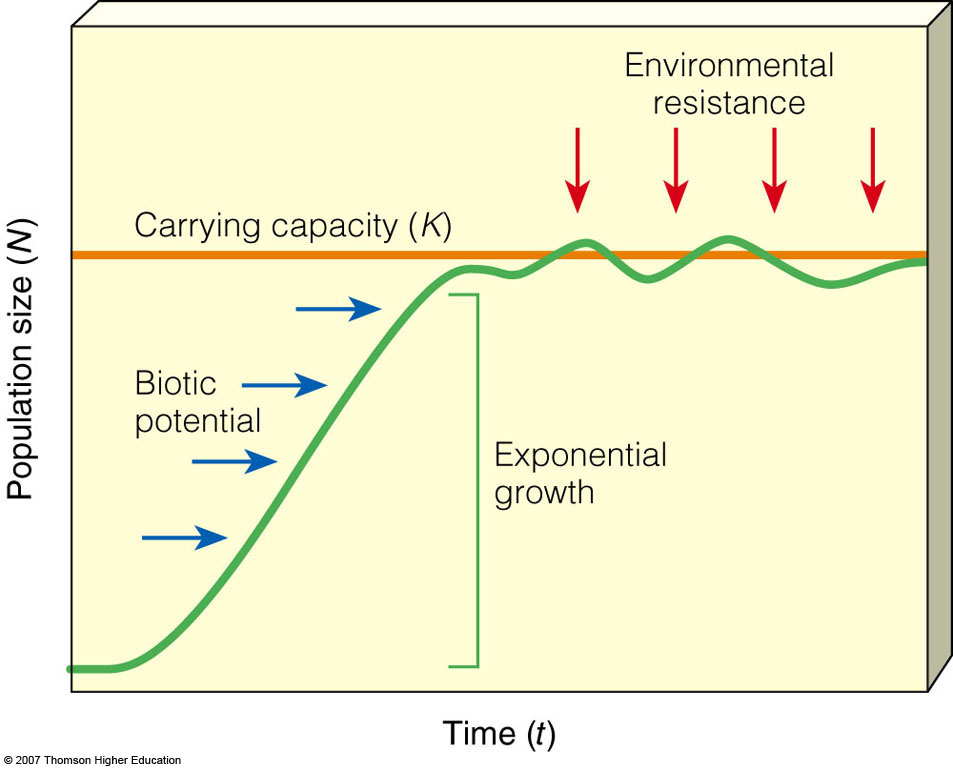 Environmental
resistance
Carrying capacity (K)
Biotic
potential
Exponential
growth
Population size (N)
Time (t)
© 2007 Thomson Higher Education